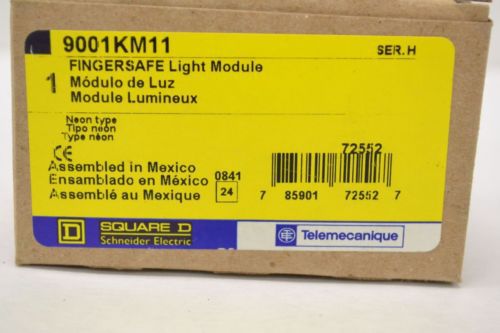 9001KM11
SER. H
1
FINGERSAFE Light Module
Módulo de Luz
Module Lumineux
Neon type
Tipo neón
Type néon
CE
72552
Assembled in Mexico
Ensamblado en México
Assemblé au Mexique
0841
24
7 85901 72552 7
D SQUARE D
Schneider Electric
Telemecanique